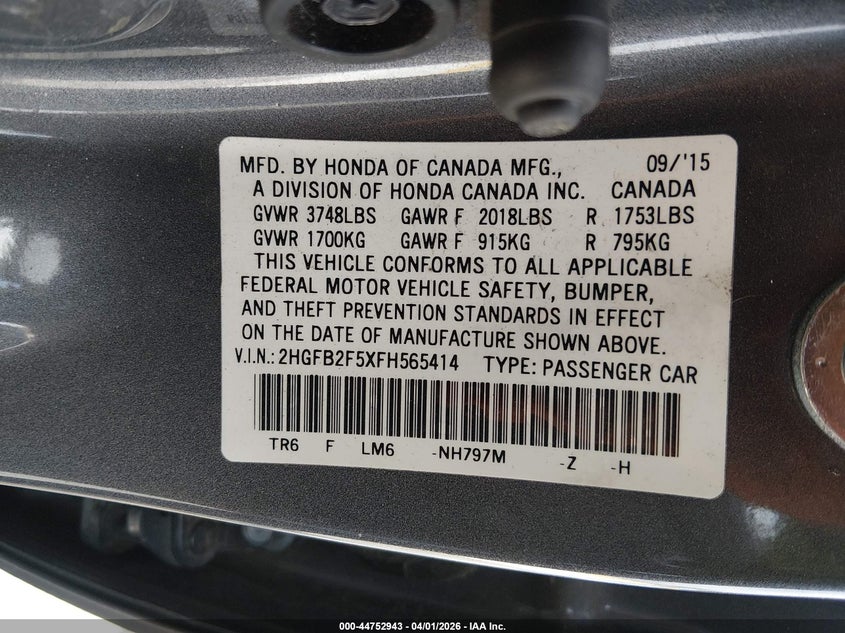 MFD. BY HONDA OF CANADA MFG., 09/'15
A DIVISION OF HONDA CANADA INC. CANADA
GVWR 3748LBS GAWR F 2018LBS R 1753LBS
GVWR 1700KG GAWR F 915KG R 795KG
THIS VEHICLE CONFORMS TO ALL APPLICABLE
FEDERAL MOTOR VEHICLE SAFETY, BUMPER,
AND THEFT PREVENTION STANDARDS IN EFFECT
ON THE DATE OF MANUFACTURE SHOWN ABOVE.
V.I.N.: 2HGFB2F5XFH565414 TYPE: PASSENGER CAR
TR6 F LM6 -NH797M -Z -H
000-44752943 - 04/01/2026 - IAA Inc.